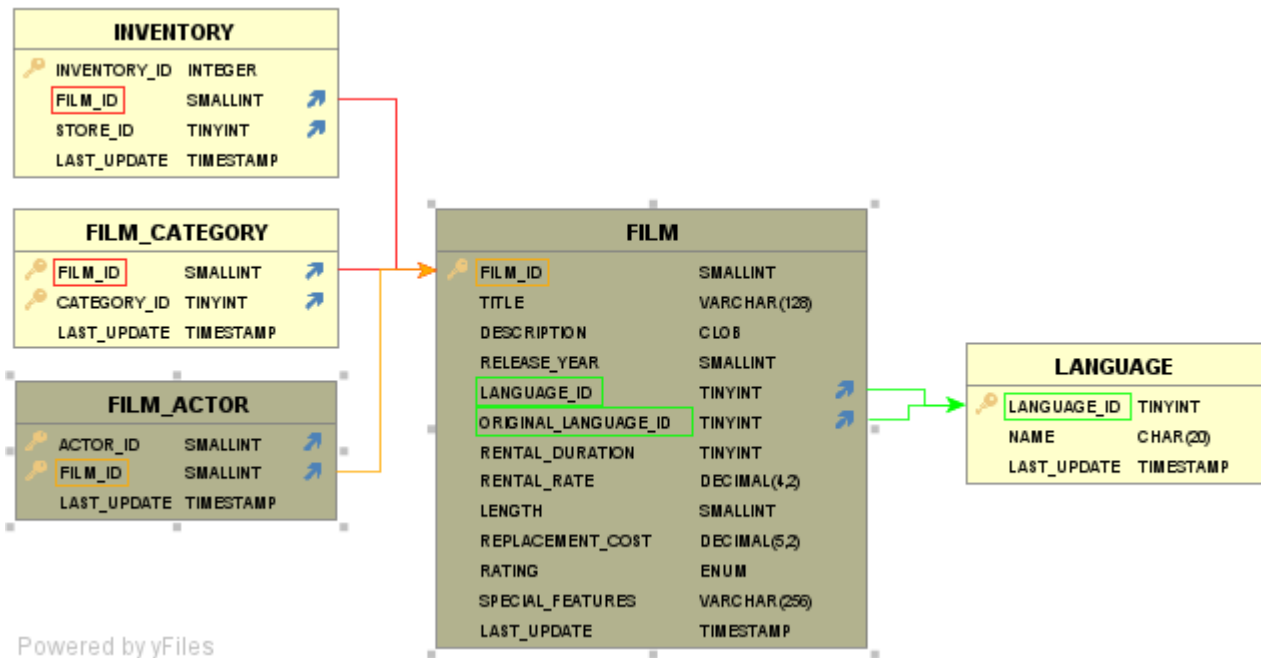 INVENTORY
INVENTORY_ID INTEGER
FILM_ID SMALLINT
STORE_ID TINYINT
LAST_UPDATE TIMESTAMP
FILM_CATEGORY
FILM_ID SMALLINT
CATEGORY_ID TINYINT
LAST_UPDATE TIMESTAMP
FILM_ACTOR
ACTOR_ID SMALLINT
FILM_ID SMALLINT
LAST_UPDATE TIMESTAMP
FILM
FILM_ID SMALLINT
TITLE VARCHAR(128)
DESCRIPTION CLOB
RELEASE_YEAR SMALLINT
LANGUAGE_ID TINYINT
ORIGINAL_LANGUAGE_ID TINYINT
RENTAL_DURATION TINYINT
RENTAL_RATE DECIMAL(4,2)
LENGTH SMALLINT
REPLACEMENT_COST DECIMAL(5,2)
RATING ENUM
SPECIAL_FEATURES VARCHAR(256)
LAST_UPDATE TIMESTAMP
LANGUAGE
LANGUAGE_ID TINYINT
NAME CHAR(20)
LAST_UPDATE TIMESTAMP
Powered by yFiles